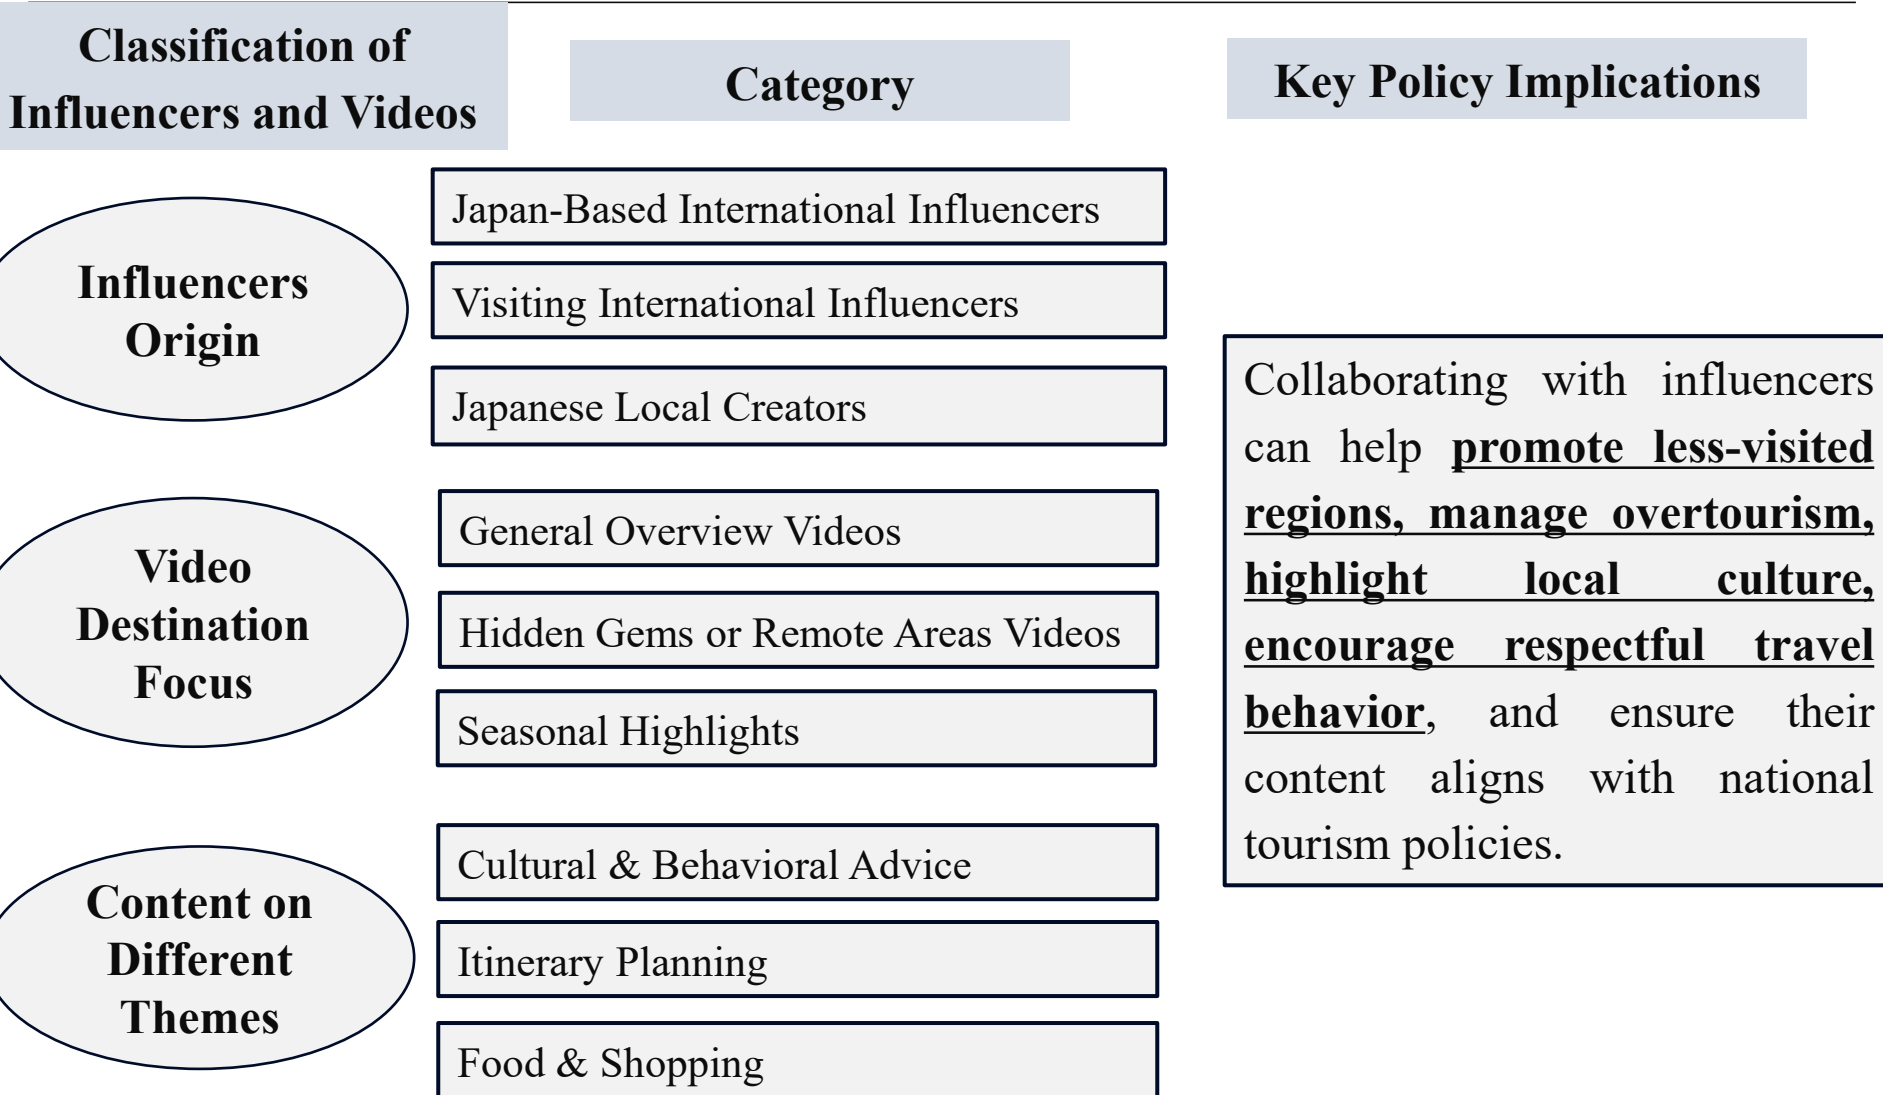 Classification of
Influencers and Videos
Category
Key Policy Implications
Influencers
Origin
Japan-Based International Influencers
Visiting International Influencers
Japanese Local Creators
Video
Destination
Focus
General Overview Videos
Hidden Gems or Remote Areas Videos
Seasonal Highlights
Content on
Different
Themes
Cultural & Behavioral Advice
Itinerary Planning
Food & Shopping
Collaborating with influencers
can help promote less-visited
regions, manage overtourism,
highlight local culture,
encourage respectful travel
behavior, and ensure their
content aligns with national
tourism policies.